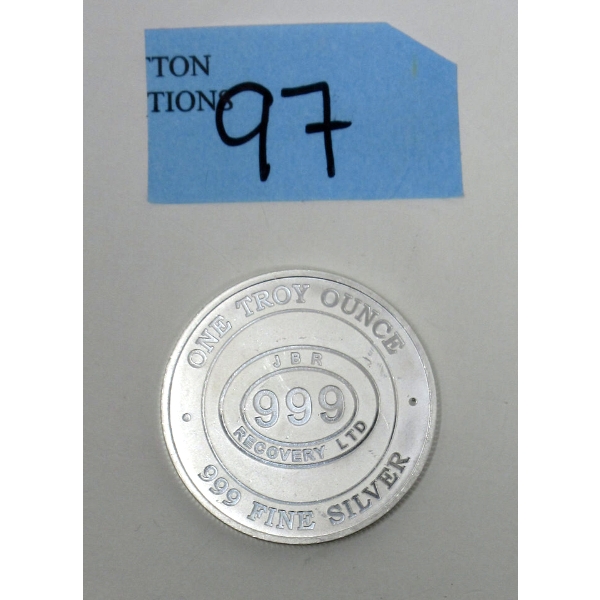 TTON
TIONS
97
ONE TROY OUNCE
JBR
999
RECOVERY LTD
999 FINE SILVER